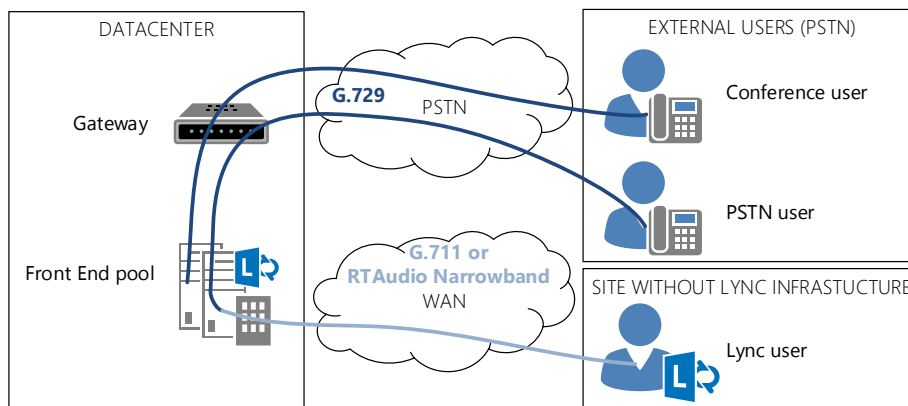 DATACENTER
EXTERNAL USERS (PSTN)
G.729
PSTN
Gateway
Conference user
PSTN user
Front End pool
L
G.711 or
RTAudio Narrowband
WAN
SITE WITHOUT LYNC INFRASTUCTURE
Lync user
L